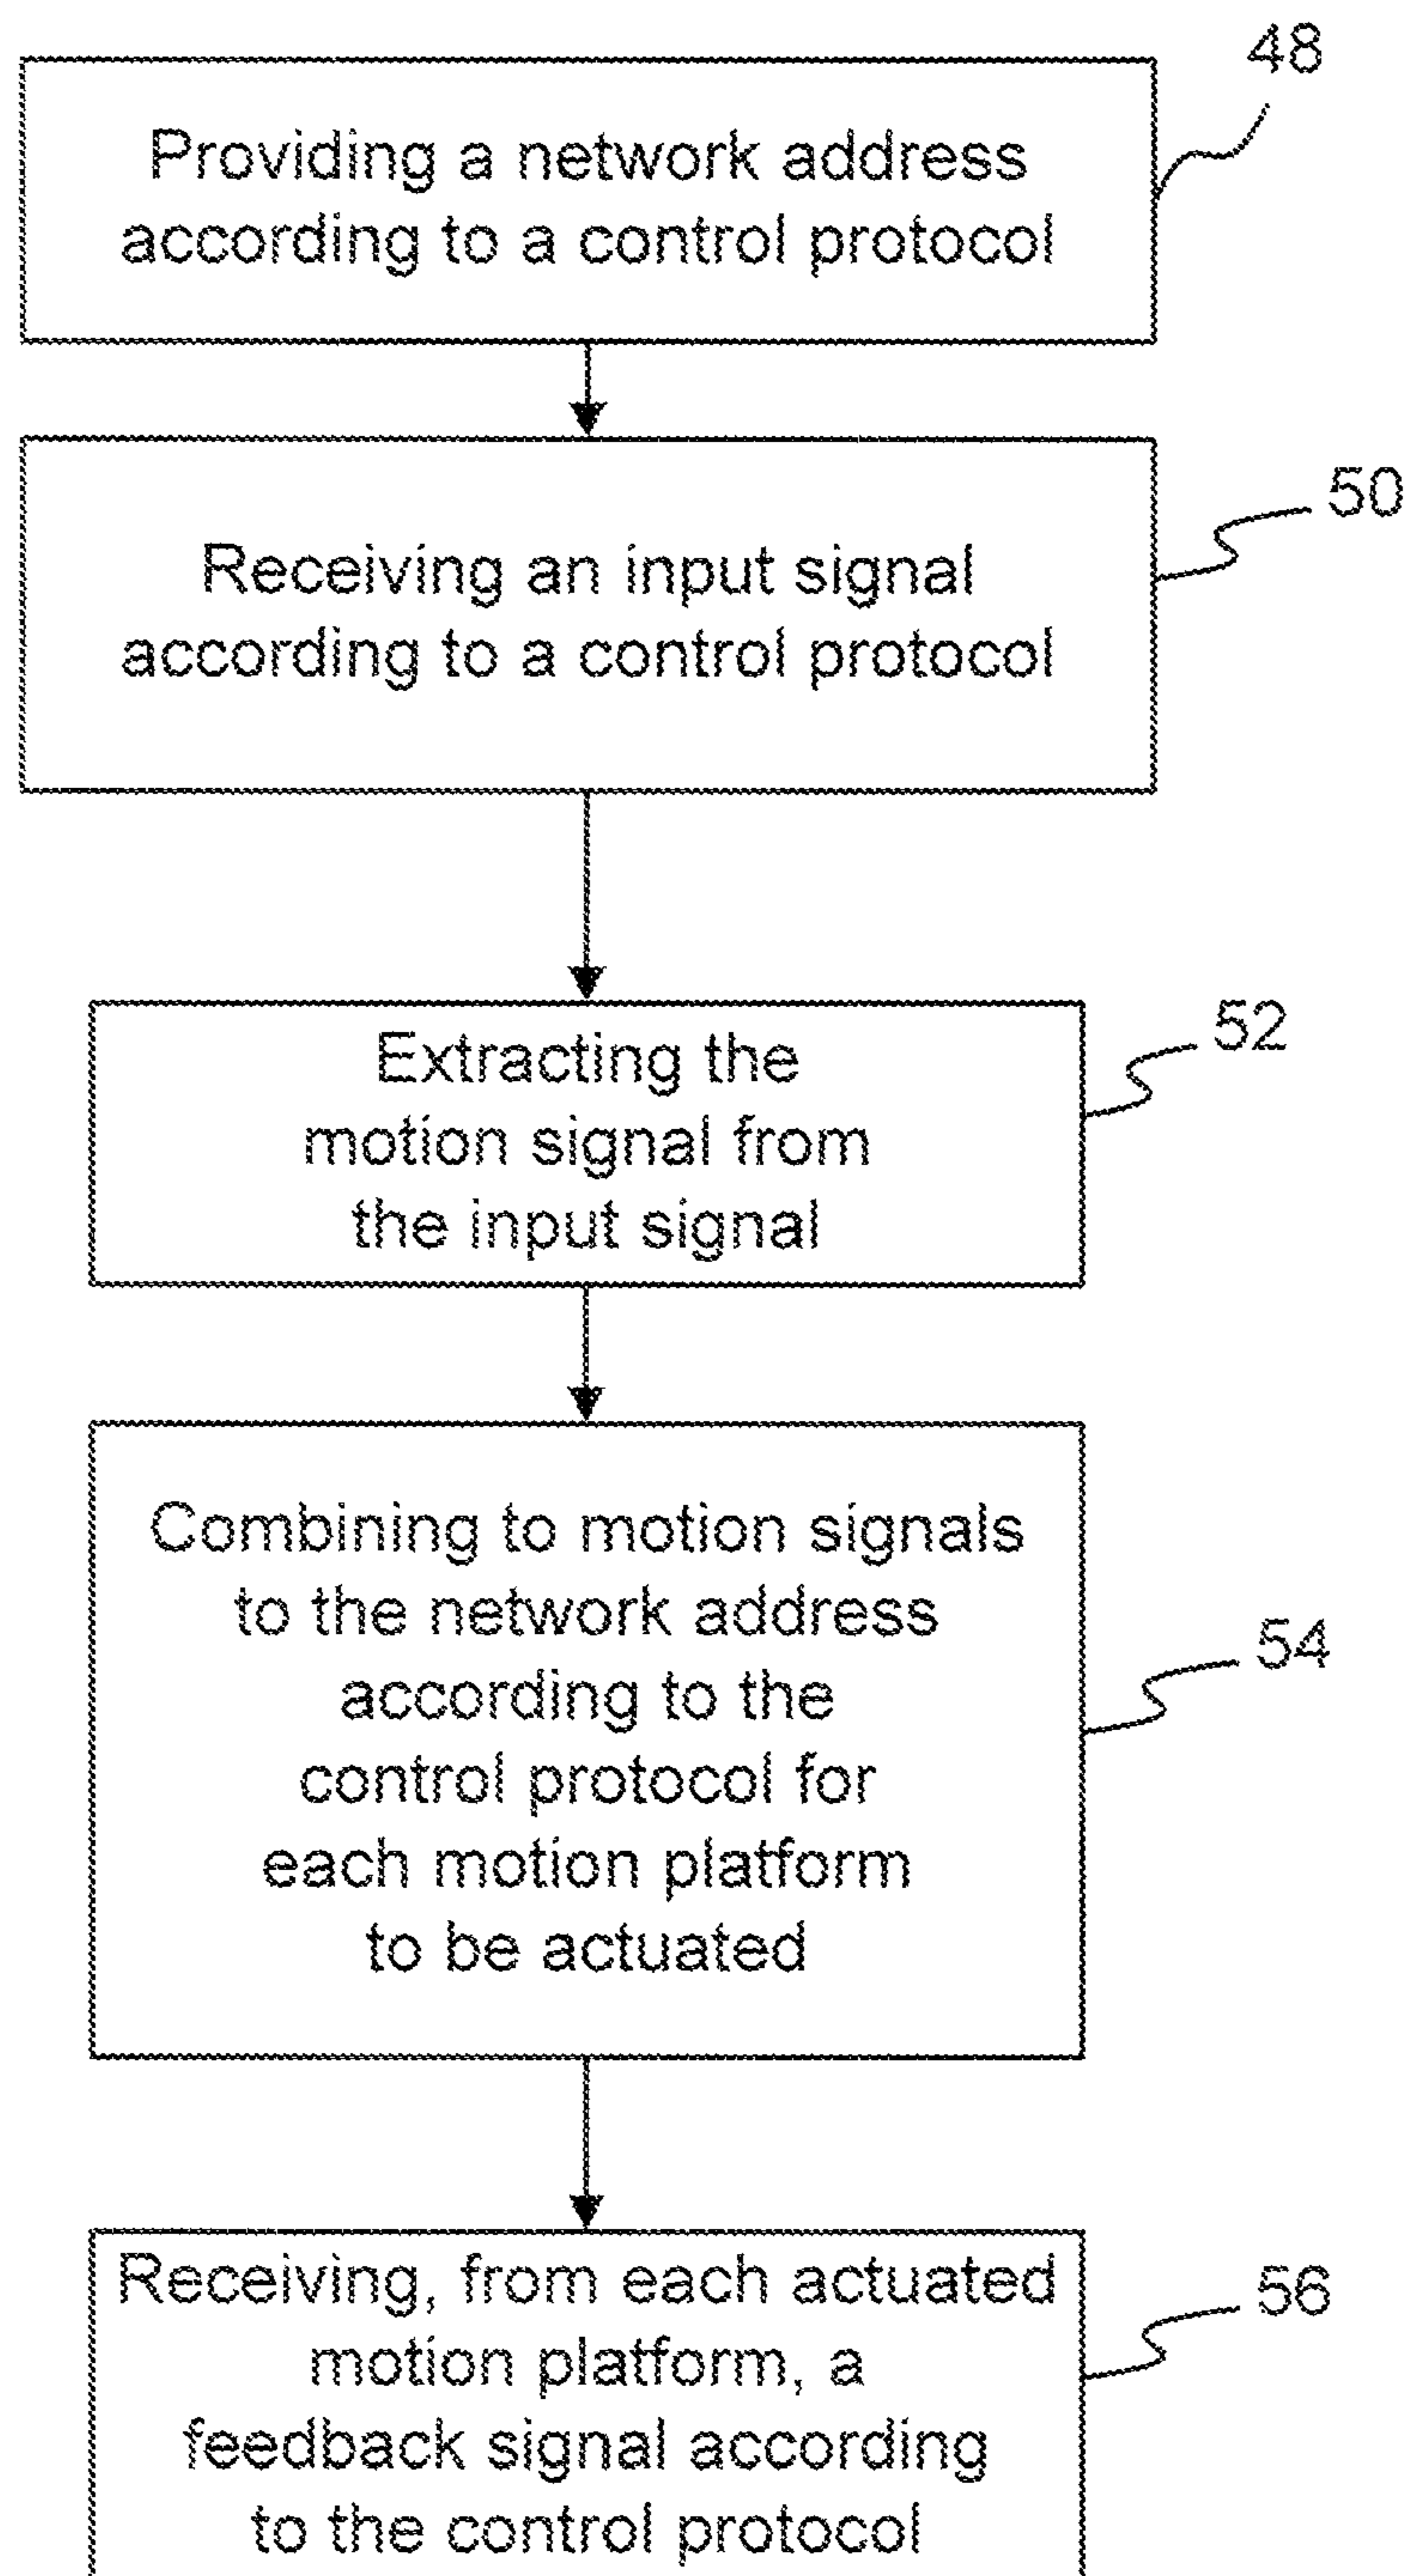 48
Providing a network address
according to a control protocol
50
Receiving an input signal
according to a control protocol
52
Extracting the
motion signal from
the input signal
Combining to motion signals
to the network address
according to the
control protocol for
each motion platform
to be actuated
54
Receiving, from each actuated
motion platform, a
feedback signal according
to the control protocol
56